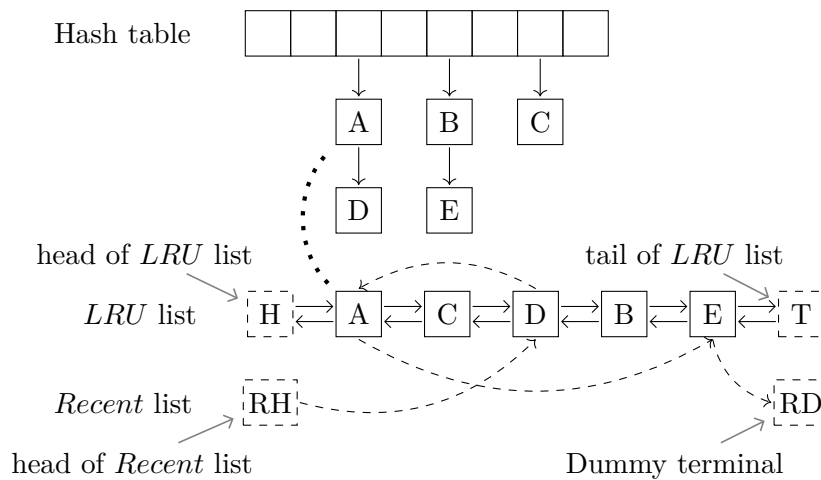 Hash table
A B C
D E
head of LRU list tail of LRU list
LRU list H A C D B E T
Recent list RH RD
head of Recent list Dummy terminal